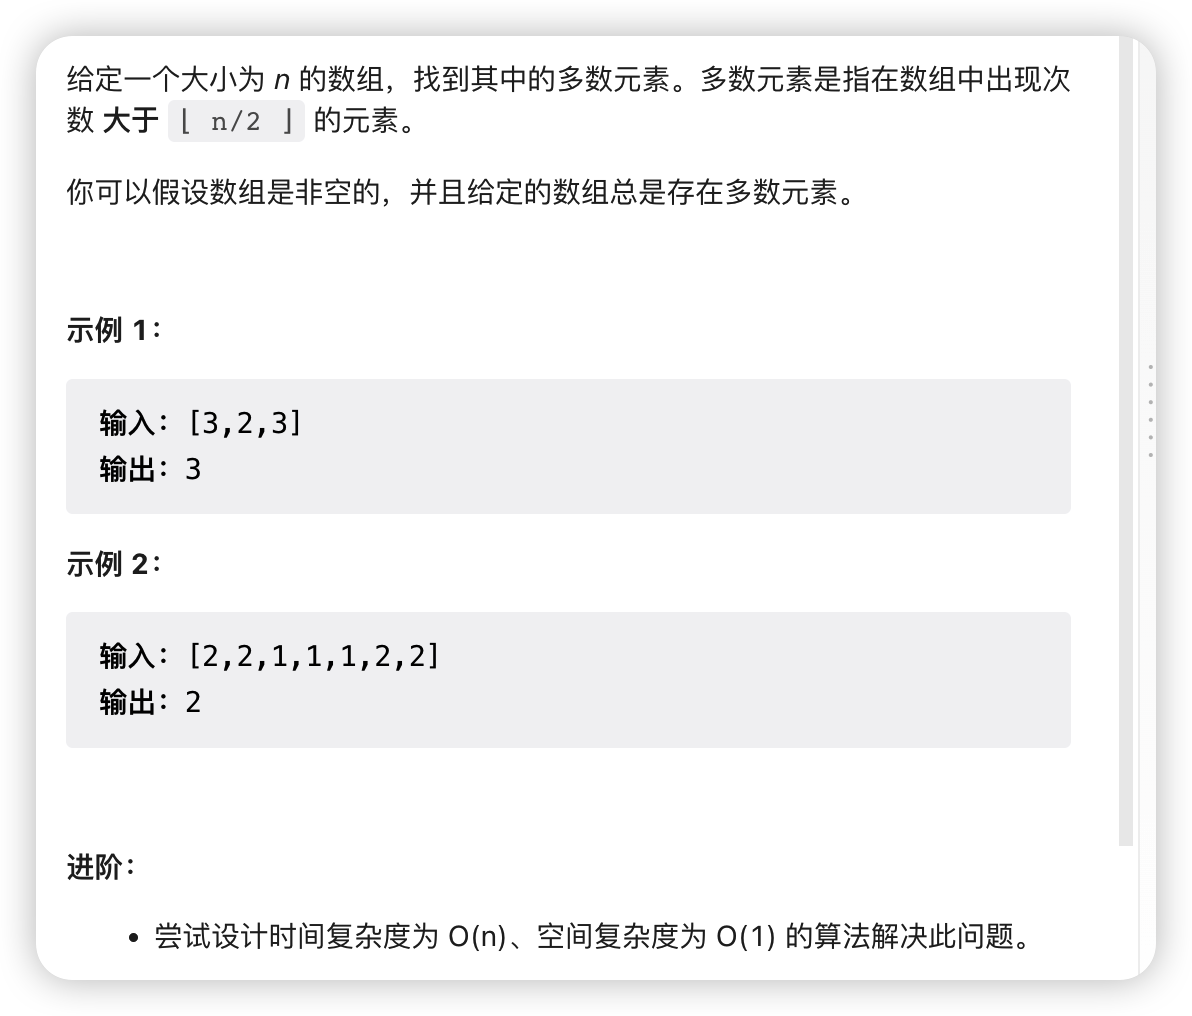 给定一个大小为 n 的数组，找到其中的多数元素。多数元素是指在数组中出现次
数 大于 ⌊ n/2 ⌋ 的元素。
你可以假设数组是非空的，并且给定的数组总是存在多数元素。
示例 1：
输入：[3,2,3]
输出：3
示例 2：
输入：[2,2,1,1,1,2,2]
输出：2
进阶：
• 尝试设计时间复杂度为 O(n)、空间复杂度为 O(1) 的算法解决此问题。